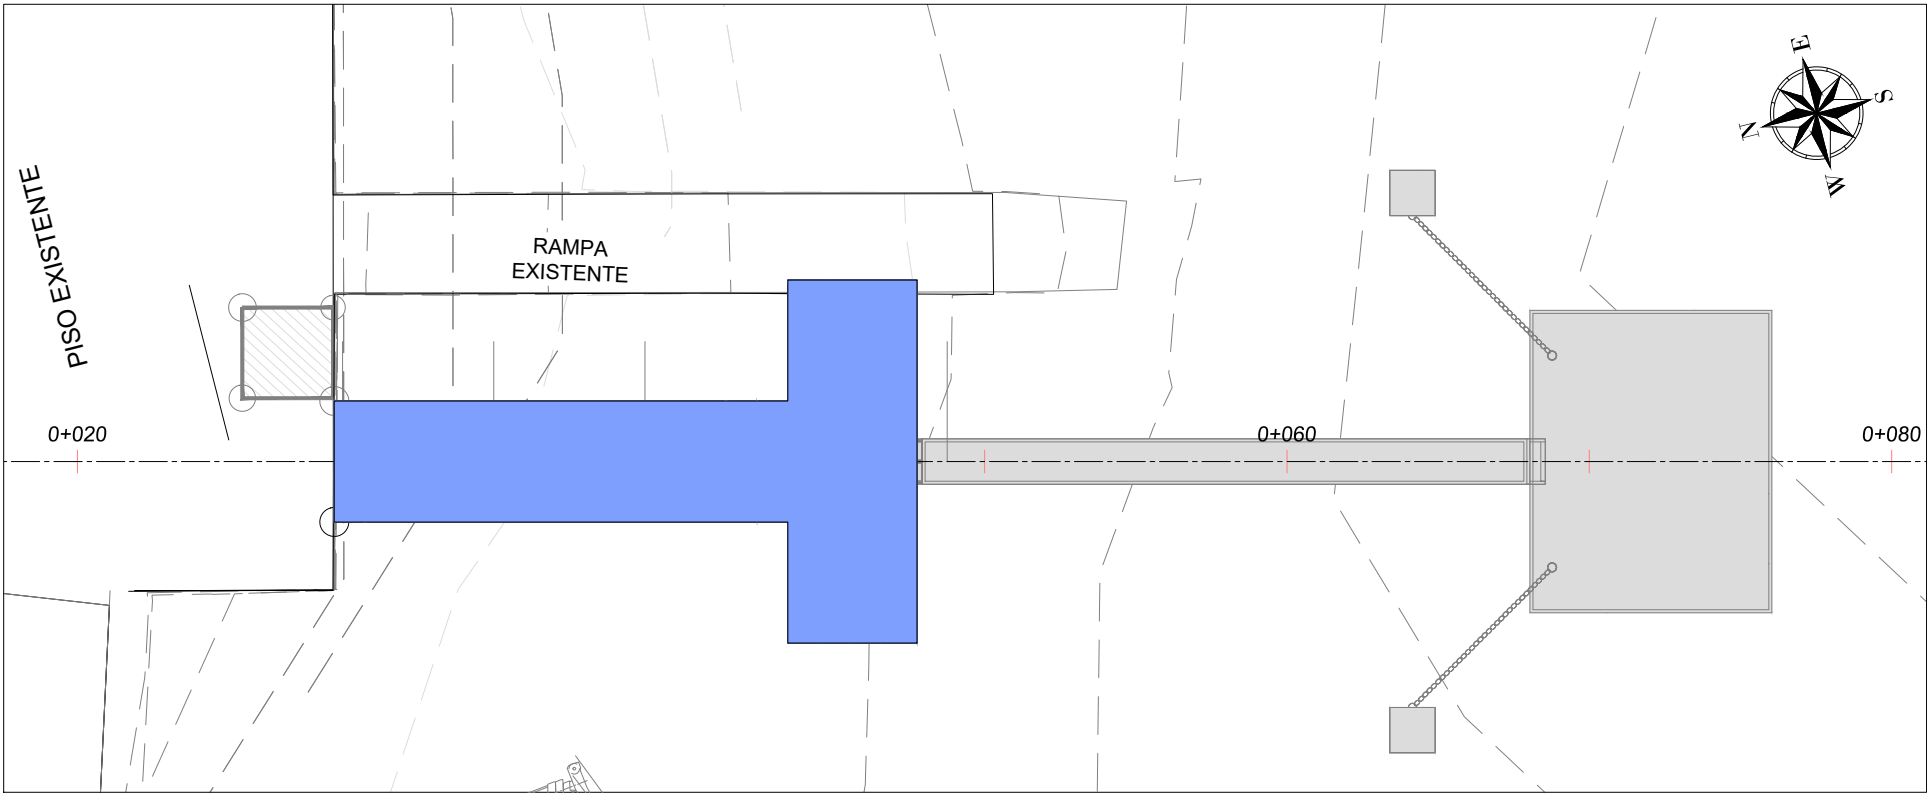 E
S
N
W
PISO EXISTENTE
RAMPA
EXISTENTE
0+020
0+060
0+080